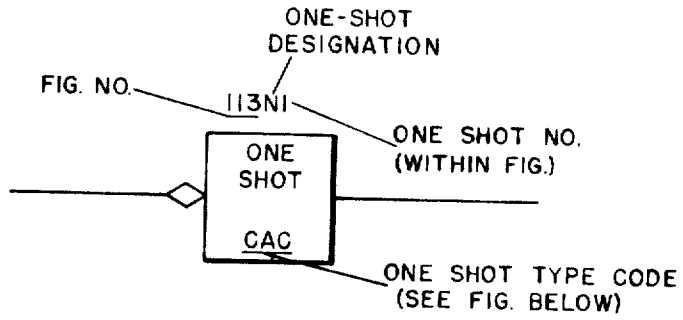 ONE-SHOT
DESIGNATION
FIG. NO.
113N1
ONE SHOT NO.
(WITHIN FIG.)
ONE
SHOT
CAC
ONE SHOT TYPE CODE
(SEE FIG. BELOW)